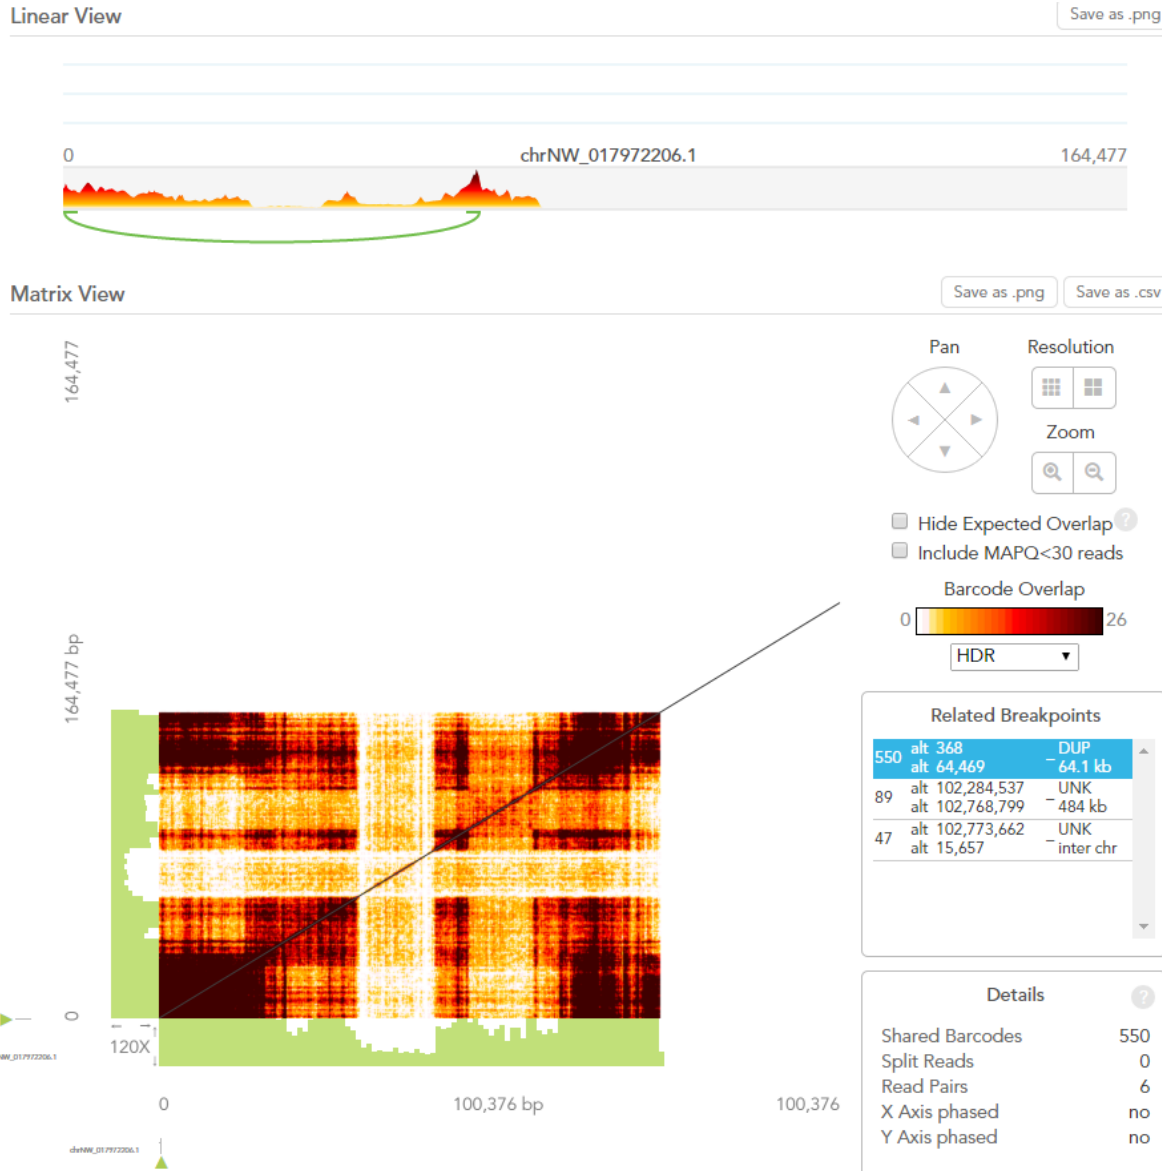 Linear View
Save as .png
0 chrNW_017972206.1 164,477
Matrix View
Save as .png Save as .csv
164,477
164,477 bp
0
Pan Resolution
Zoom
Hide Expected Overlap ?
Include MAPQ<30 reads
Barcode Overlap
0 26
HDR
Related Breakpoints
550 alt 368 – DUP
alt 64,469 64.1 kb
89 alt 102,284,537 – UNK
alt 102,768,799 484 kb
47 alt 102,773,662 – UNK
alt 15,657 inter chr
Details ?
Shared Barcodes 550
Split Reads 0
Read Pairs 6
X Axis phased no
Y Axis phased no
120X
NW_017972206.1
0 100,376 bp 100,376
chrNW_017972206.1